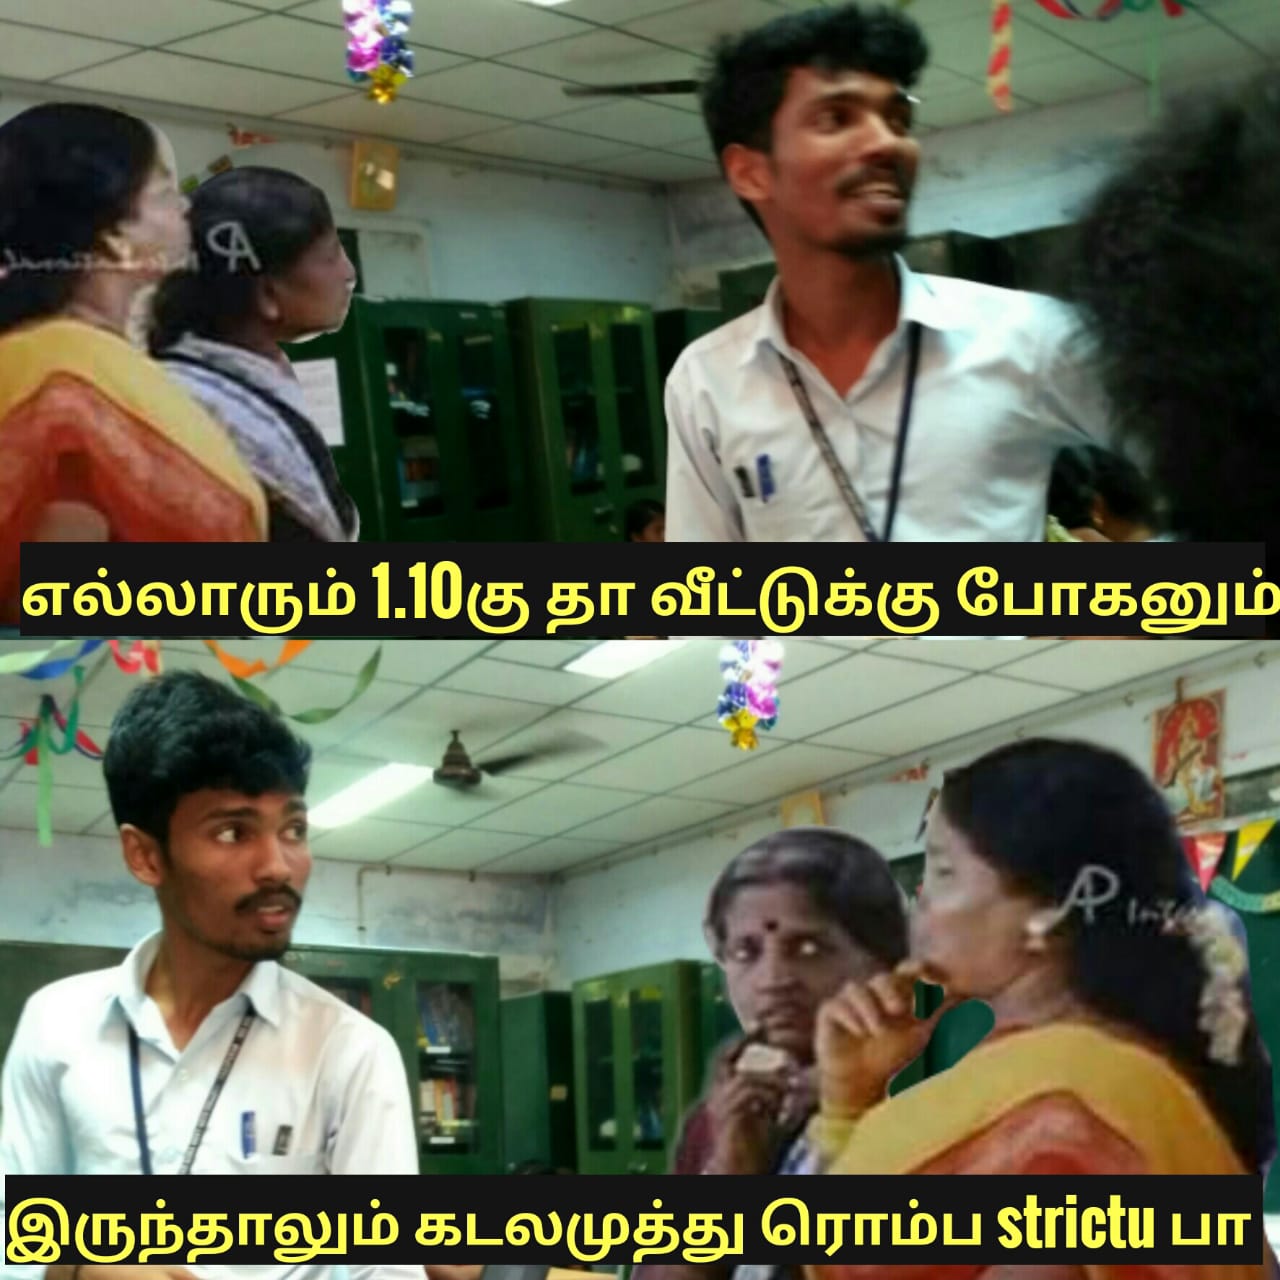 எல்லாரும் 1.10கு தா வீட்டுக்கு போகனும்
இருந்தாலும் கடலமுத்து ரொம்ப strictu பா